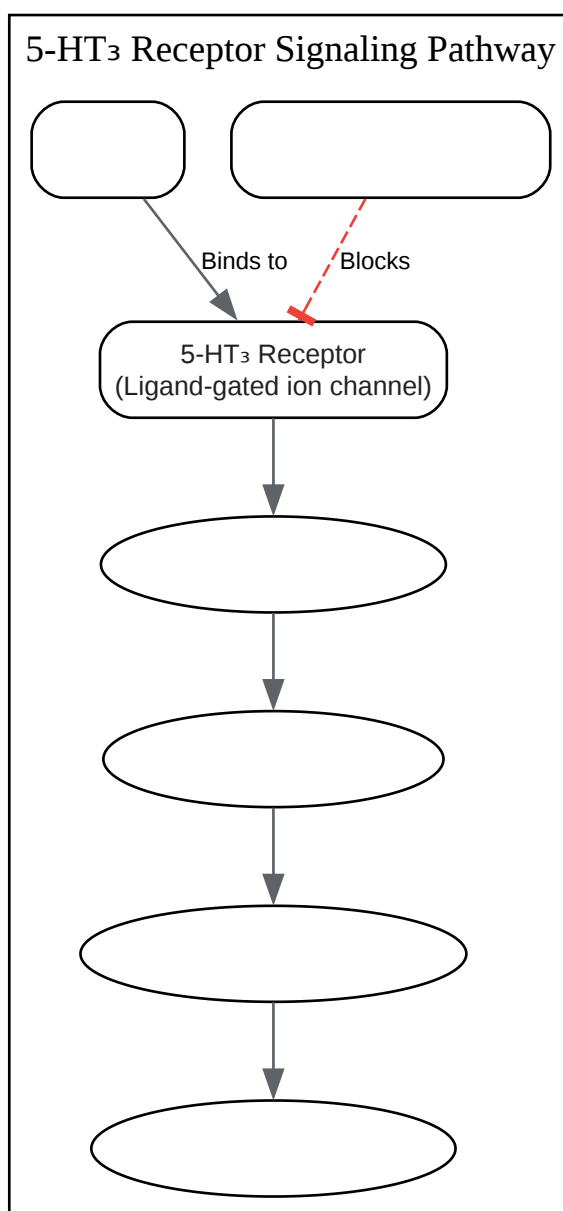 5-HT₃ Receptor Signaling Pathway
Binds to
Blocks
5-HT₃ Receptor
(Ligand-gated ion channel)